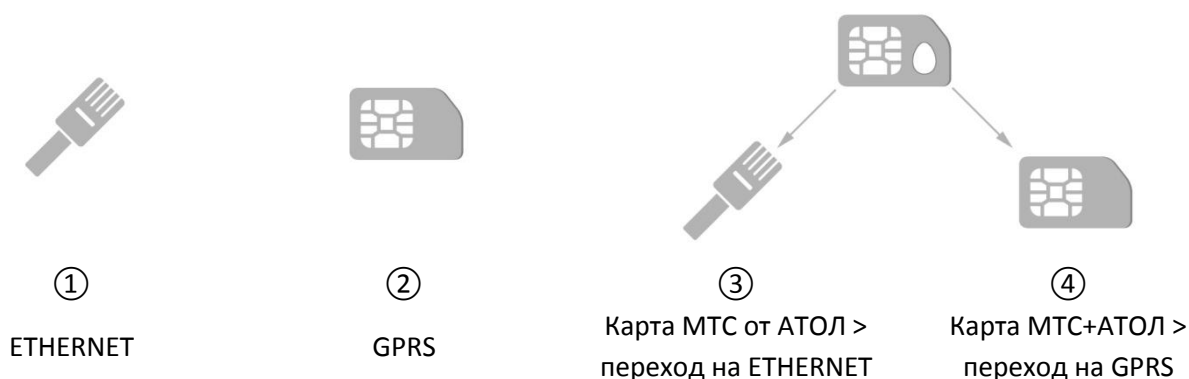 ①
ETHERNET
②
GPRS
③
Карта МТС от АТОЛ >
переход на ETHERNET
④
Карта МТС+АТОЛ >
переход на GPRS